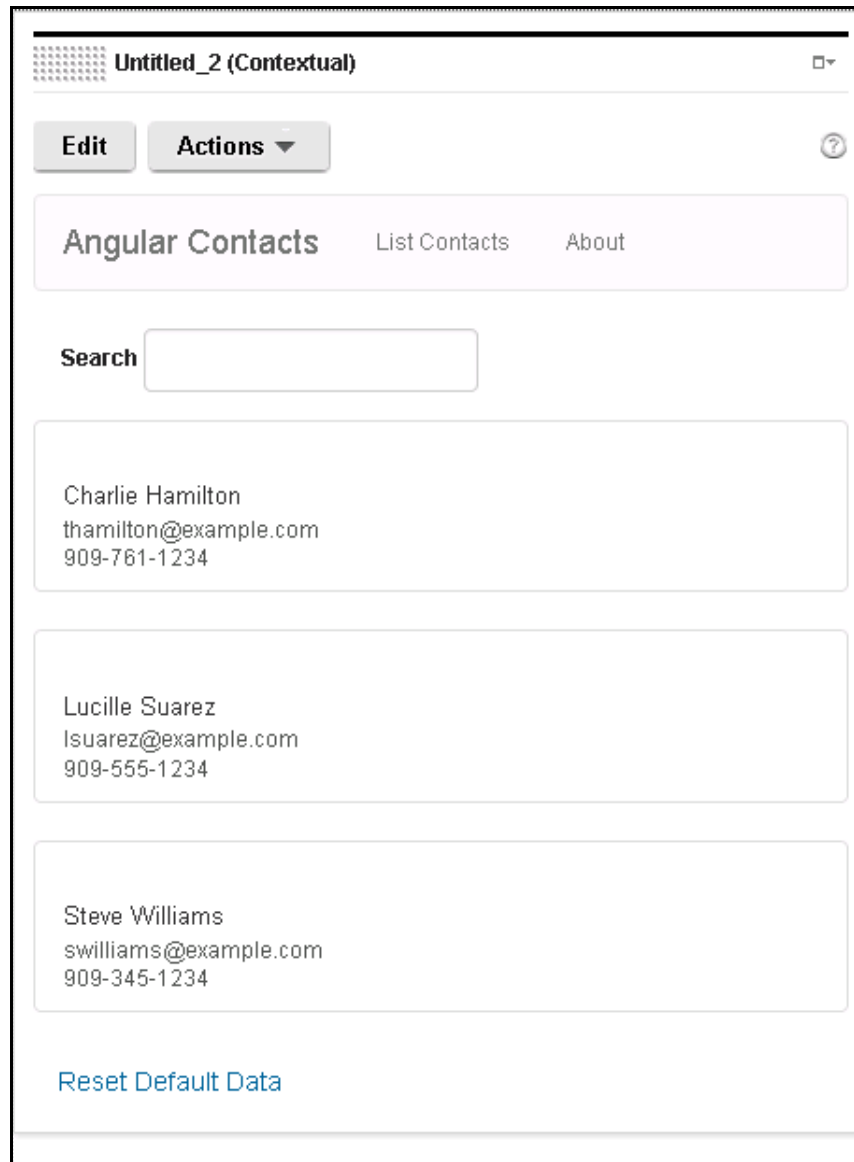 Untitled_2 (Contextual)
Edit Actions
?
Angular Contacts List Contacts About
Search
Charlie Hamilton
thamilton@example.com
909-761-1234
Lucille Suarez
lsuarez@example.com
909-555-1234
Steve Williams
swilliams@example.com
909-345-1234
Reset Default Data